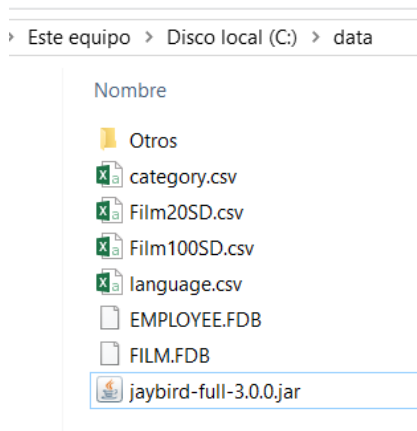 › Este equipo › Disco local (C:) › data
Nombre
Otros
category.csv
Film20SD.csv
Film100SD.csv
language.csv
EMPLOYEE.FDB
FILM.FDB
jaybird-full-3.0.0.jar